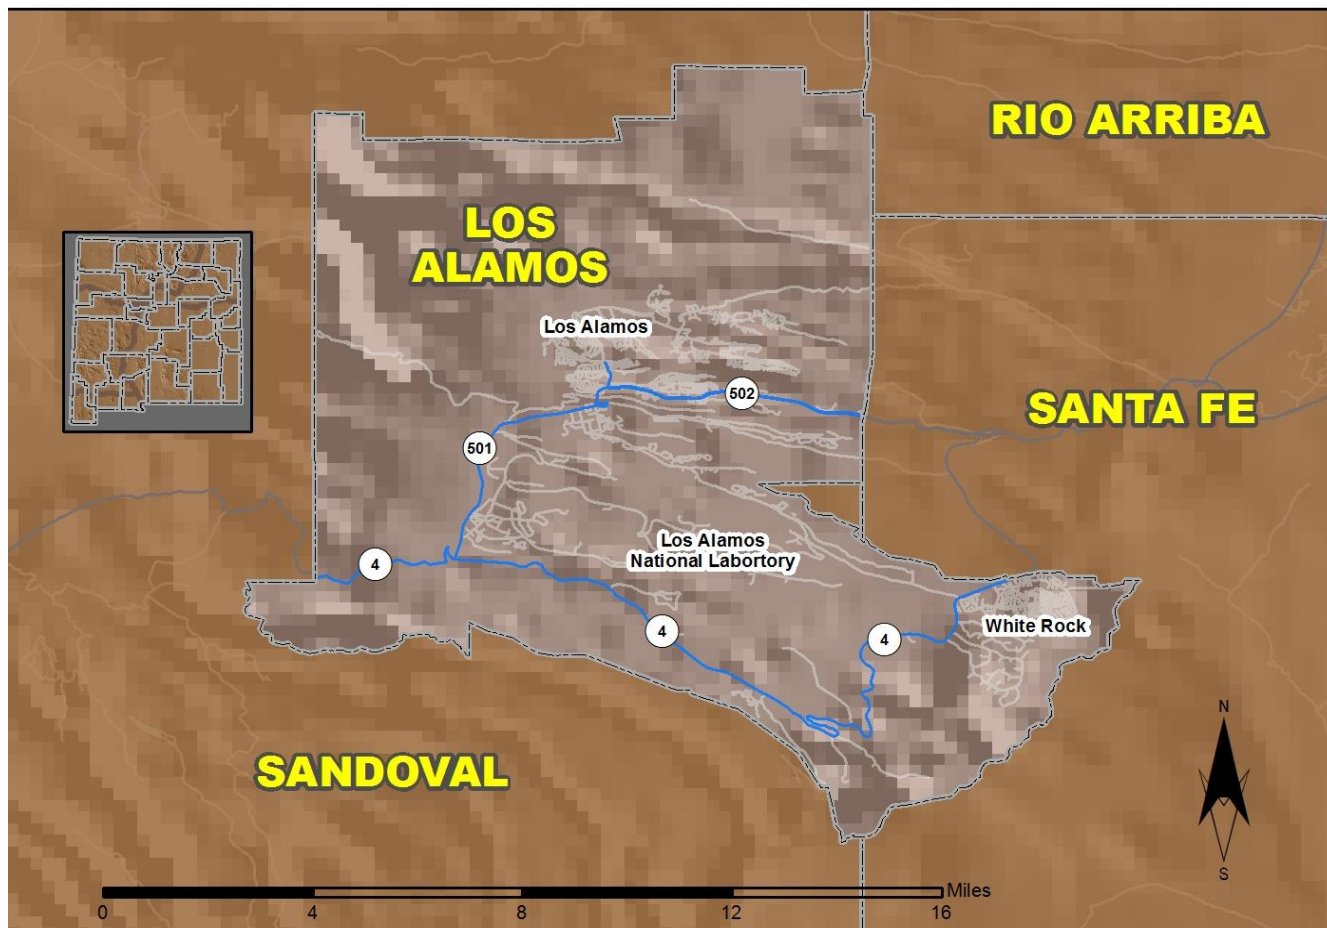 RIO ARRIBA
LOS
ALAMOS
Los Alamos
502
SANTA FE
501
Los Alamos
National Labortory
4
4
4
White Rock
N
SANDOVAL
S
Miles
0
4
8
12
16